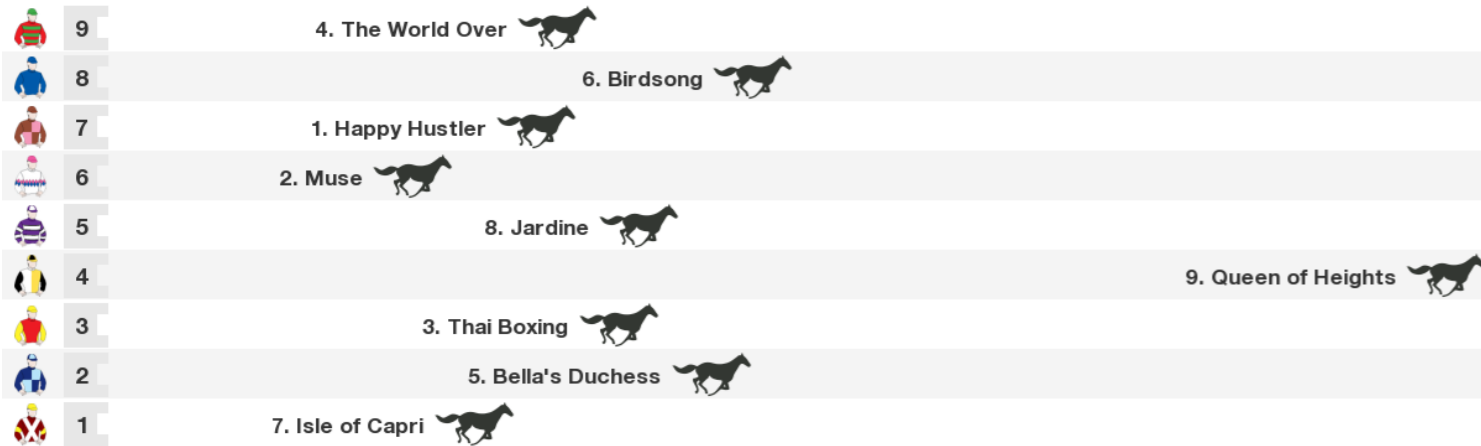 9 4. The World Over
8 6. Birdsong
7 1. Happy Hustler
6 2. Muse
5 8. Jardine
4 9. Queen of Heights
3 3. Thai Boxing
2 5. Bella's Duchess
1 7. Isle of Capri